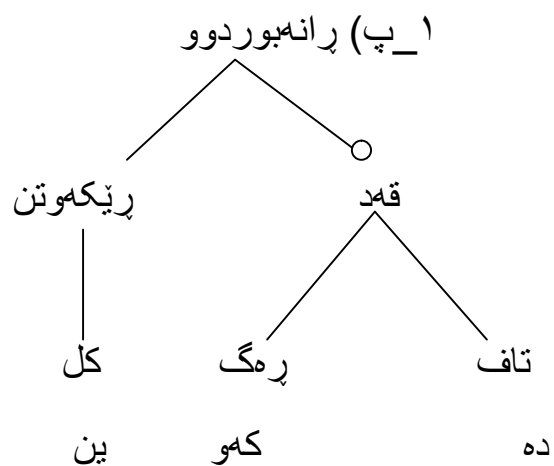 ١_پ) ڕانەبوردوو
قەد ڕێکەوتن
تاف ڕەگ کل
دە کەو ین